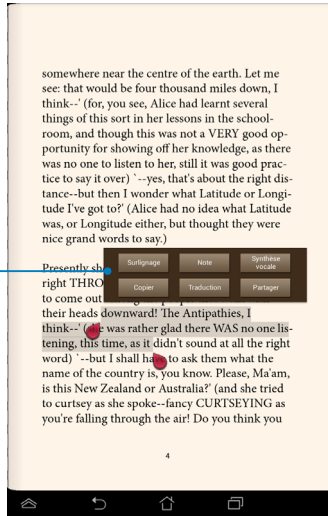 somewhere near the centre of the earth. Let me
see: that would be four thousand miles down, I
think--' (for, you see, Alice had learnt several
things of this sort in her lessons in the school-
room, and though this was not a VERY good op-
portunity for showing off her knowledge, as there
was no one to listen to her, still it was good prac-
tice to say it over) `--yes, that's about the right dis-
tance--but then I wonder what Latitude or Longi-
tude I've got to?' (Alice had no idea what Latitude
was, or Longitude either, but thought they were
nice grand words to say.)
Presently
Surlignage Note Synthèse vocale
right THRO
Copier Traduction Partager
to come out
their heads downward! The Antipathies, I
think--' (she was rather glad there WAS no one lis-
tening, this time, as it didn't sound at all the right
word) `--but I shall have to ask them what the
name of the country is, you know. Please, Ma'am,
is this New Zealand or Australia?' (and she tried
to curtsey as she spoke--fancy CURTSEYING as
you're falling through the air! Do you think you
4